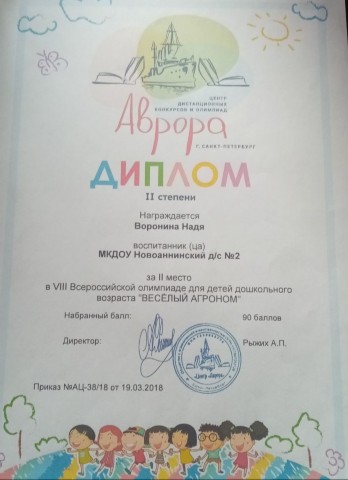 ЦЕНТР
ДИСТАНЦИОННЫХ
КОНКУРСОВ И ОЛИМПИАД
Аврора
Г. САНКТ-ПЕТЕРБУРГ
ДИПЛОМ
II степени
Награждается
Воронина Надя
воспитанник (ца)
МКДОУ Новоаннинский д/с №2
за II место
в VIII Всероссийской олимпиаде для детей дошкольного
возраста "ВЕСЁЛЫЙ АГРОНОМ"
Набранный балл: 90 баллов
Директор: Рыжих А.П.
Приказ №АЦ-38/18 от 19.03.2018